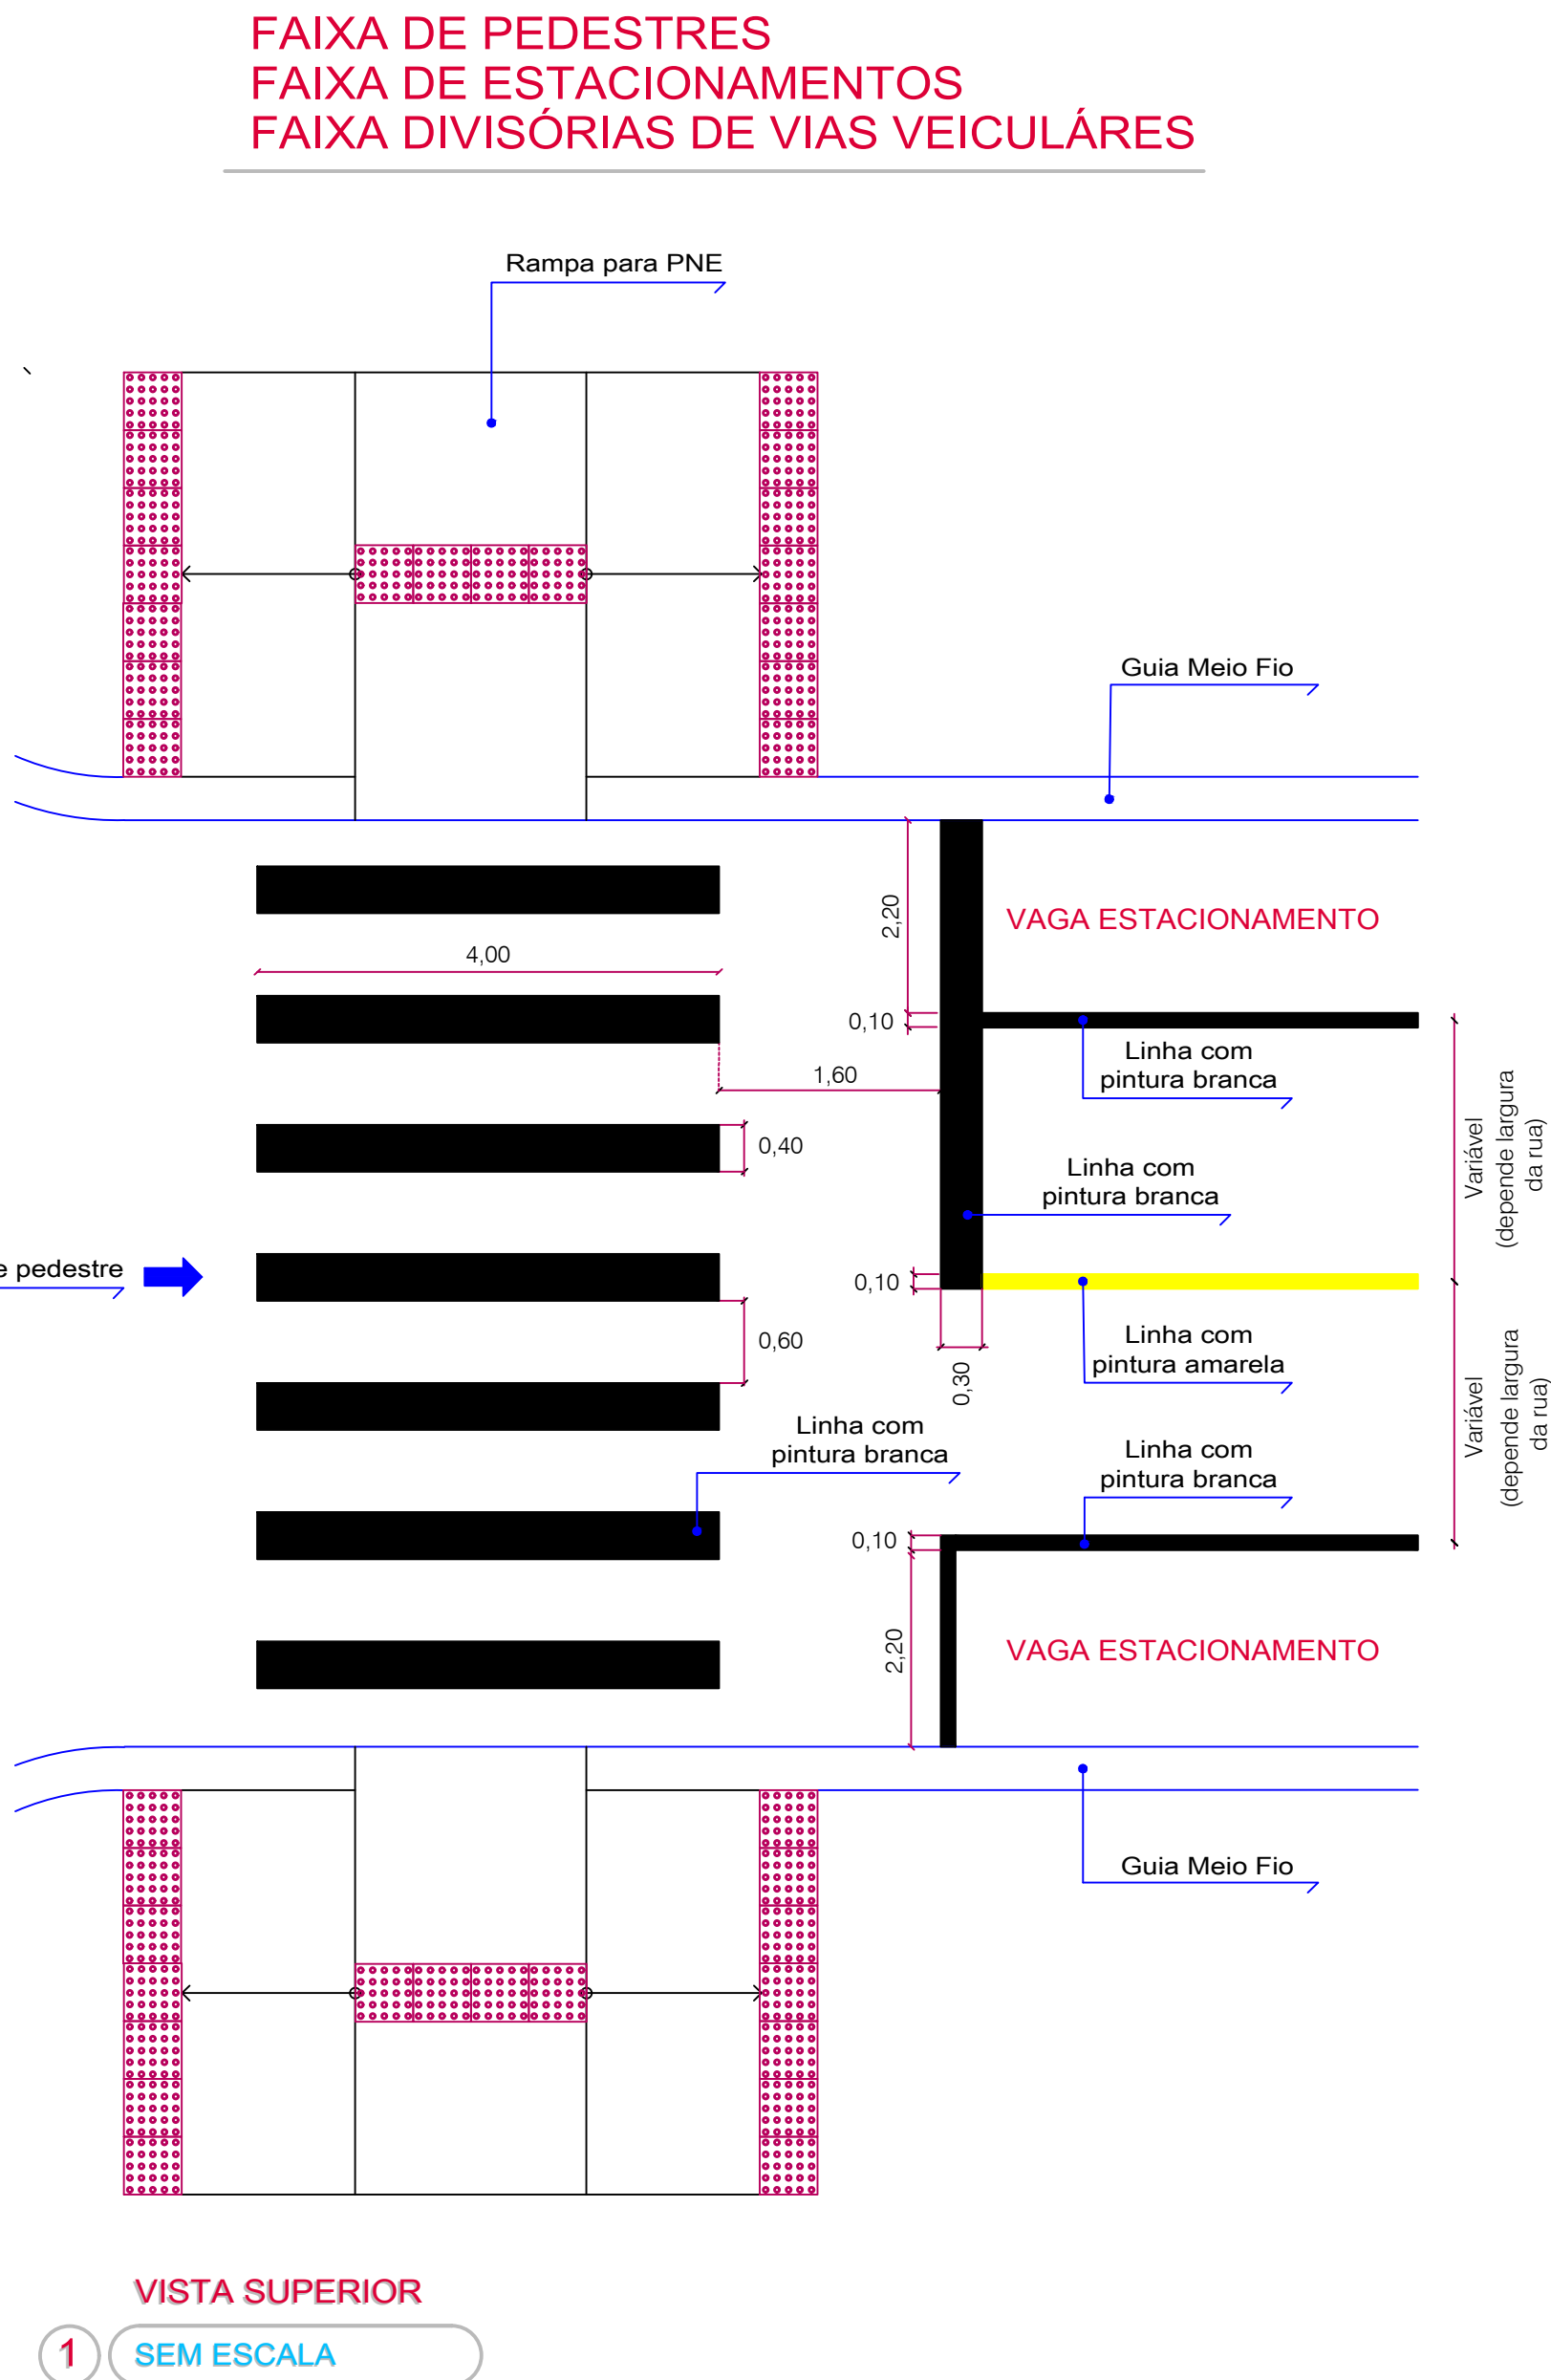 FAIXA DE PEDESTRES
FAIXA DE ESTACIONAMENTOS
FAIXA DIVISÓRIAS DE VIAS VEICULÁRES
Rampa para PNE
Guia Meio Fio
2,20
VAGA ESTACIONAMENTO
4,00
0,10
Linha com
pintura branca
1,60
0,40
Linha com
pintura branca
Variável
(depende largura
da rua)
e pedestre
0,10
0,60
0,30
Linha com
pintura amarela
Variável
(depende largura
da rua)
Linha com
pintura branca
Linha com
pintura branca
0,10
2,20
VAGA ESTACIONAMENTO
Guia Meio Fio
VISTA SUPERIOR
1
SEM ESCALA